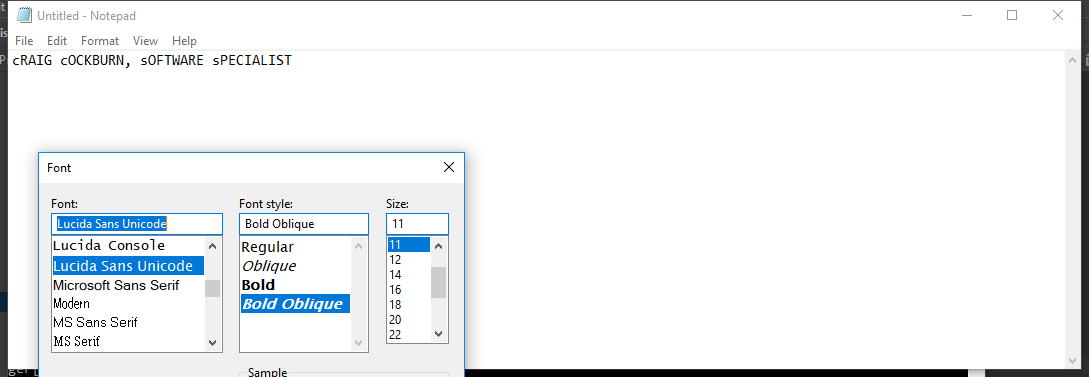 Untitled - Notepad
File Edit Format View Help
cRAIG cOCKBURN, sOFTWARE sPECIALIST
Font
Font: Font style: Size:
Lucida Sans Unicode Bold Oblique 11
Lucida Console Regular 11
Lucida Sans Unicode Oblique 12
Microsoft Sans Serif Bold 14
Modern Bold Oblique 16
MS Sans Serif 18
MS Serif 20
22
Sample